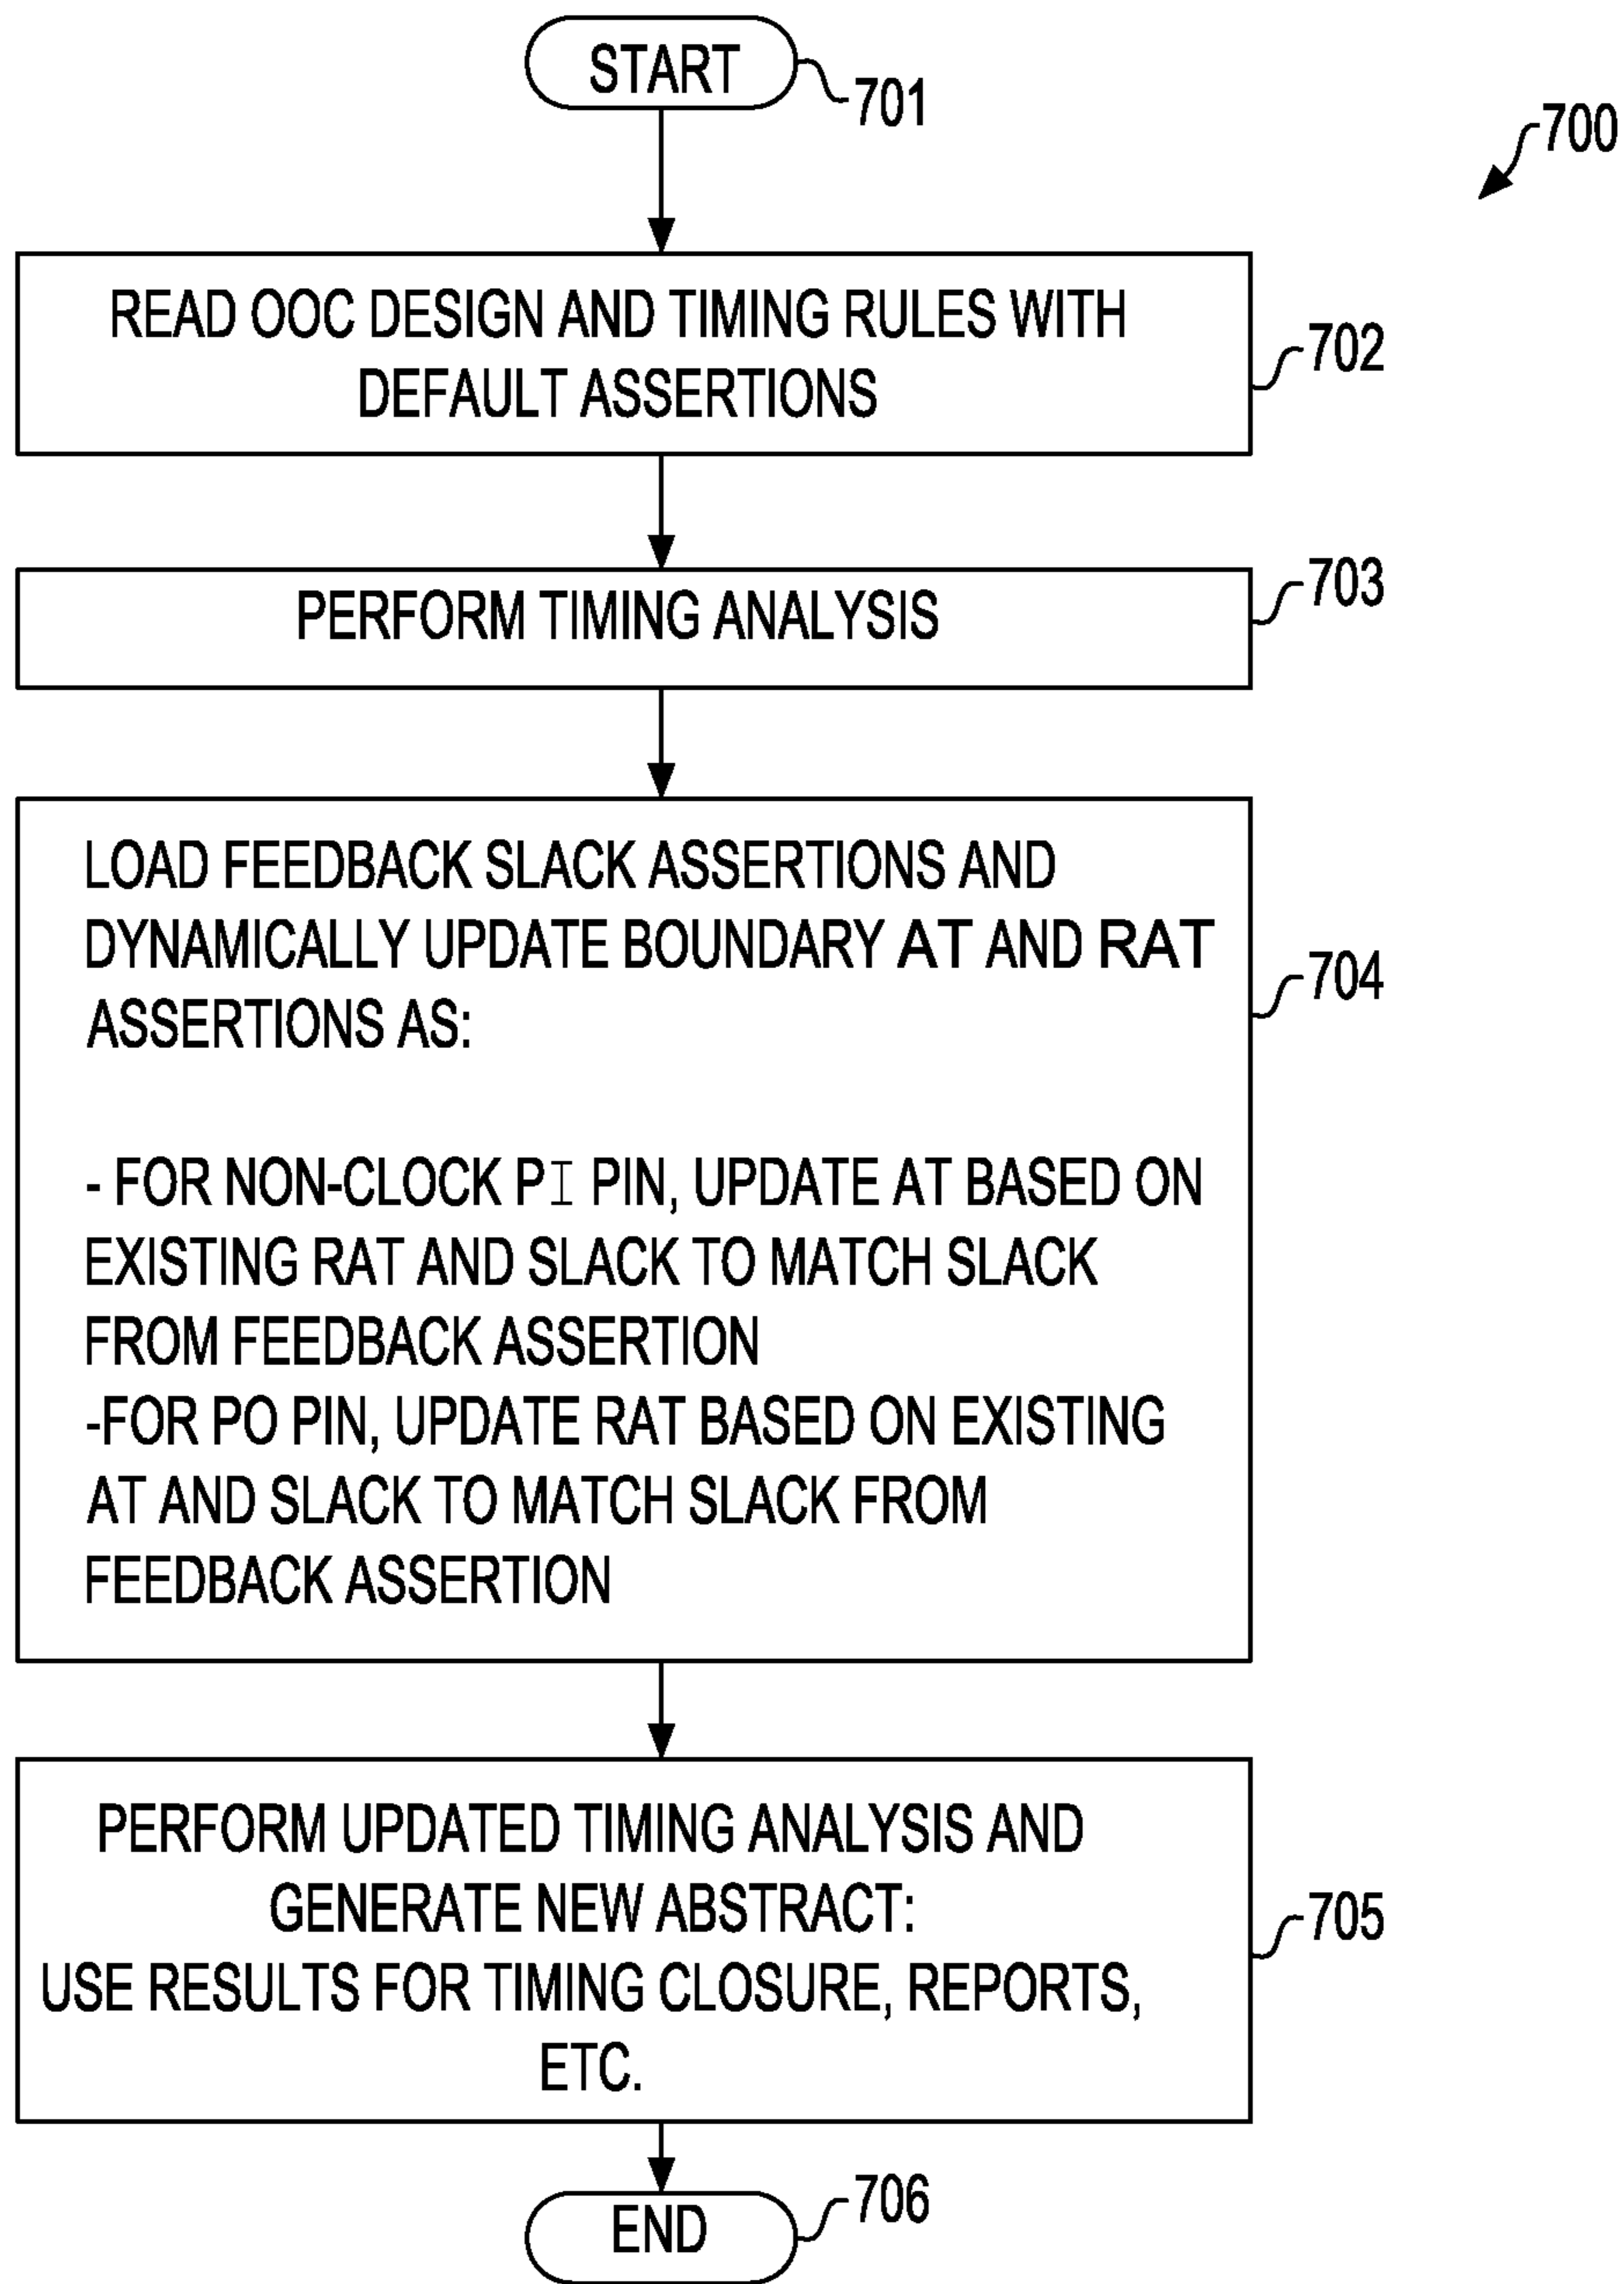 START
701
700
READ OOC DESIGN AND TIMING RULES WITH
DEFAULT ASSERTIONS
702
PERFORM TIMING ANALYSIS
703
LOAD FEEDBACK SLACK ASSERTIONS AND
DYNAMICALLY UPDATE BOUNDARY AT AND RAT
ASSERTIONS AS:
704
- FOR NON-CLOCK PI PIN, UPDATE AT BASED ON
EXISTING RAT AND SLACK TO MATCH SLACK
FROM FEEDBACK ASSERTION
-FOR PO PIN, UPDATE RAT BASED ON EXISTING
AT AND SLACK TO MATCH SLACK FROM
FEEDBACK ASSERTION
PERFORM UPDATED TIMING ANALYSIS AND
GENERATE NEW ABSTRACT:
USE RESULTS FOR TIMING CLOSURE, REPORTS,
ETC.
705
END
706